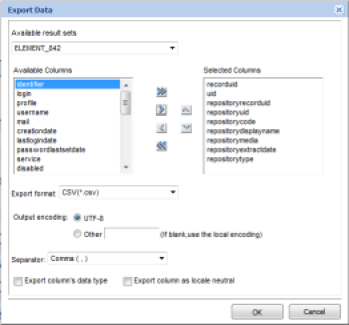 Export Data
Available result sets
ELEMENT_642
Available Columns
Selected Columns
identifier
login
profile
username
mail
creationdate
lastlogindate
passwordlastsetdate
service
disabled
recorduid
uid
repositoryrecorduid
repositoryuid
repositorycode
repositorydisplayname
repositorymedia
repositoryextractdate
repositorytype
Export format: CSV(*.csv)
Output encoding: UTF-8
Other (If blank,use the local encoding)
Separator: Comma ( , )
Export column's data type Export column as locale neutral
OK Cancel